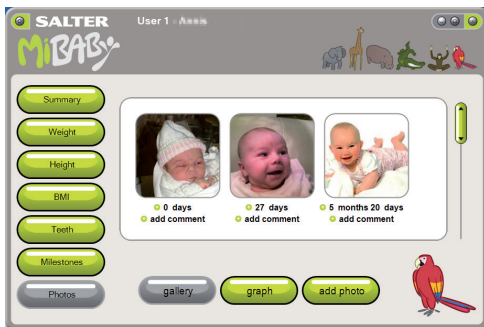 SALTER
User 1 -
MiBABy
Summary
Weight
Height
BMI
Teeth
Milestones
Photos
0 days
add comment
27 days
add comment
5 months 20 days
add comment
gallery
graph
add photo